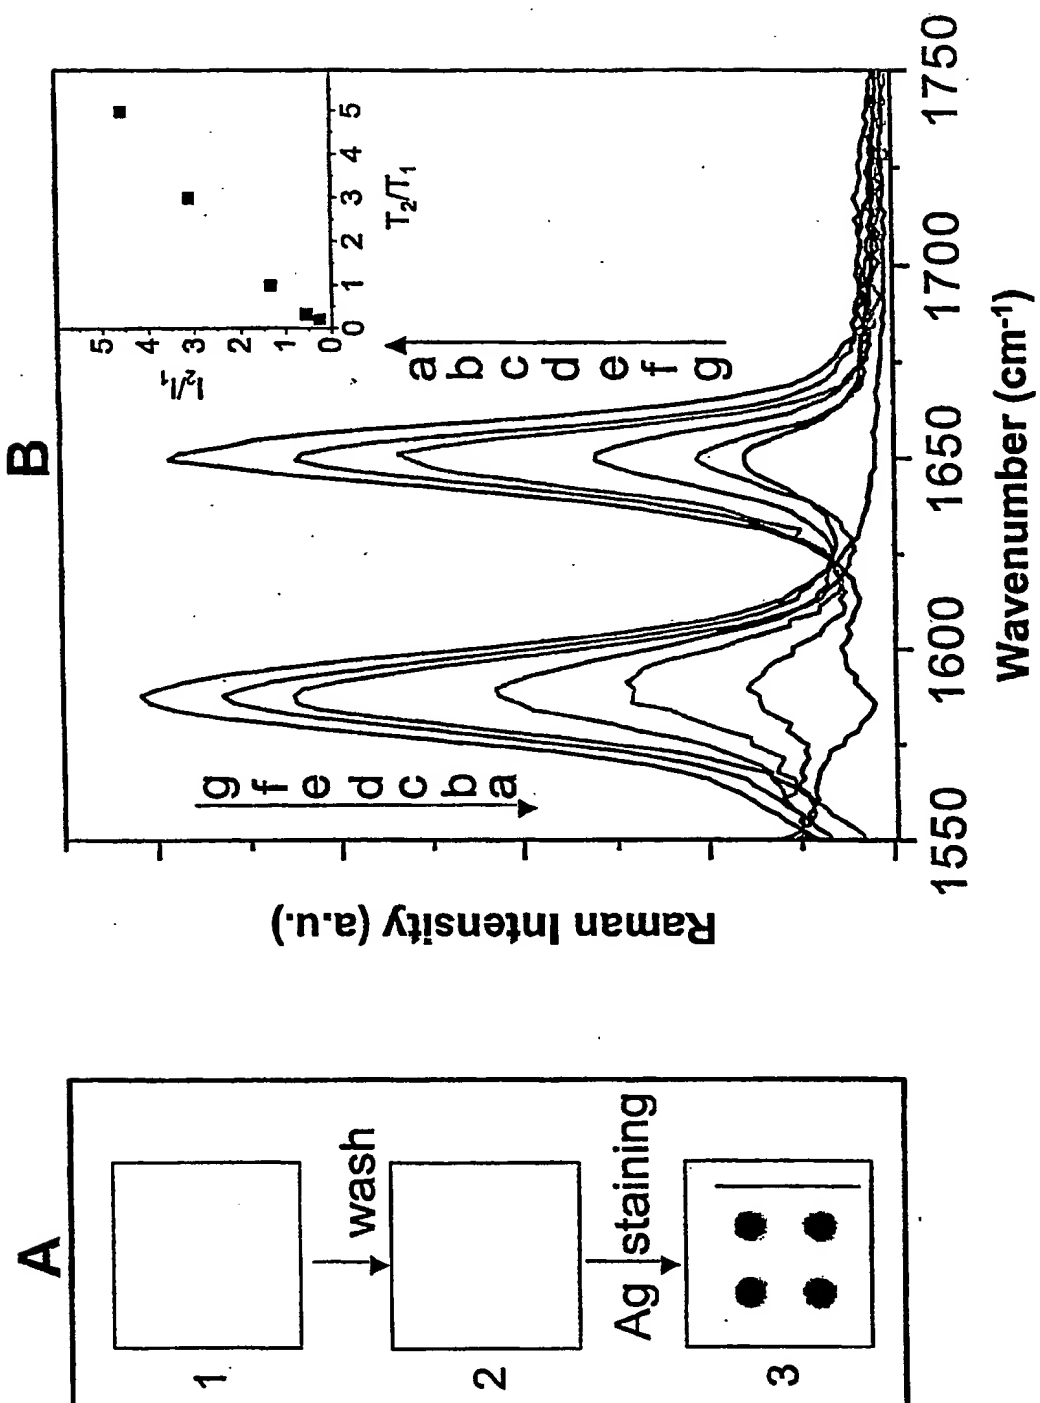 A
1
wash
2
Ag staining
3
B
Raman Intensity (a.u.)
g
f
e
d
c
b
a
a
b
c
d
e
f
g
I₂/I₁
5
4
3
2
1
0
0 1 2 3 4 5
T₂/T₁
1550 1600 1650 1700 1750
Wavenumber (cm⁻¹)